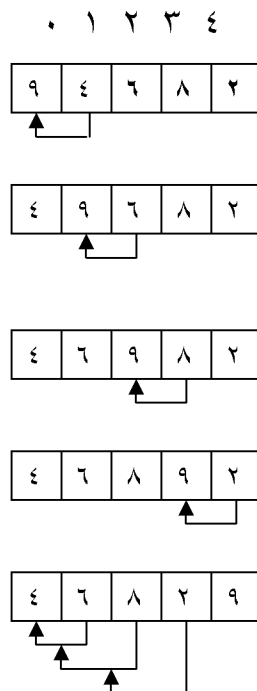 ٠ ١ ٢ ٣ ٤
٩ ٤ ٦ ٨ ٢
٤ ٩ ٦ ٨ ٢
٤ ٦ ٩ ٨ ٢
٤ ٦ ٨ ٩ ٢
٤ ٦ ٨ ٢ ٩